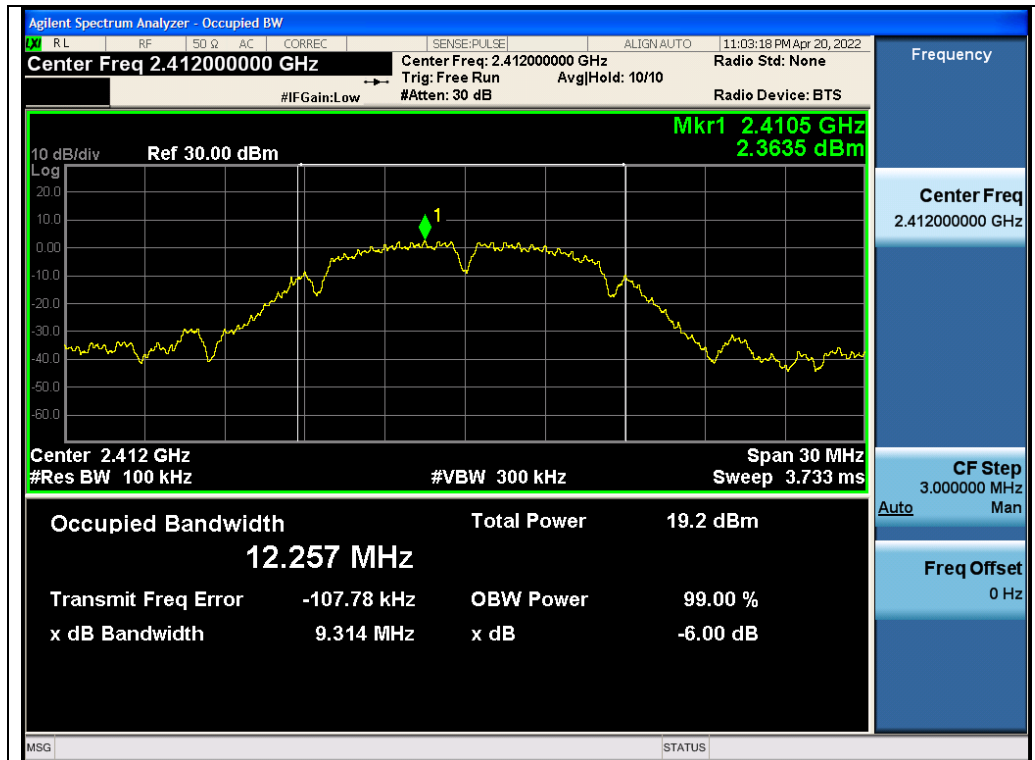 Agilent Spectrum Analyzer - Occupied BW
LXI RL RF 50 Ω AC CORREC SENSE:PULSE ALIGN AUTO 11:03:18 PM Apr 20, 2022
Center Freq 2.412000000 GHz
Center Freq: 2.412000000 GHz
Radio Std: None
Trig: Free Run Avg|Hold: 10/10
#IFGain:Low
#Atten: 30 dB
Radio Device: BTS
Mkr1 2.4105 GHz
2.3635 dBm
10 dB/div Ref 30.00 dBm
Log
20.0
10.0
0.00
-10.0
-20.0
-30.0
-40.0
-50.0
-60.0
1
Center 2.412 GHz Span 30 MHz
#Res BW 100 kHz #VBW 300 kHz Sweep 3.733 ms
Occupied Bandwidth Total Power 19.2 dBm
12.257 MHz
Transmit Freq Error -107.78 kHz OBW Power 99.00 %
x dB Bandwidth 9.314 MHz x dB -6.00 dB
Frequency
Center Freq
2.412000000 GHz
CF Step
3.000000 MHz
Auto Man
Freq Offset
0 Hz
MSG STATUS